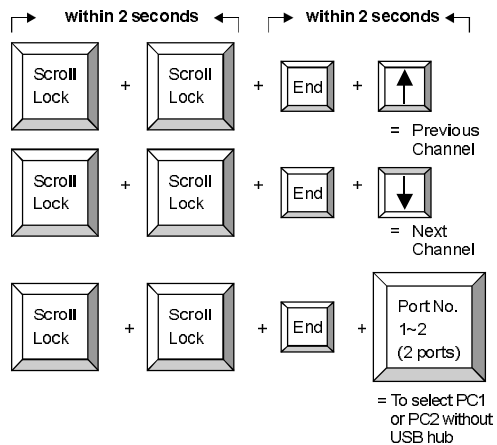 within 2 seconds within 2 seconds
Scroll Lock + Scroll Lock + End + ↑
= Previous Channel
Scroll Lock + Scroll Lock + End + ↓
= Next Channel
Scroll Lock + Scroll Lock + End + Port No. 1~2 (2 ports)
= To select PC1 or PC2 without USB hub